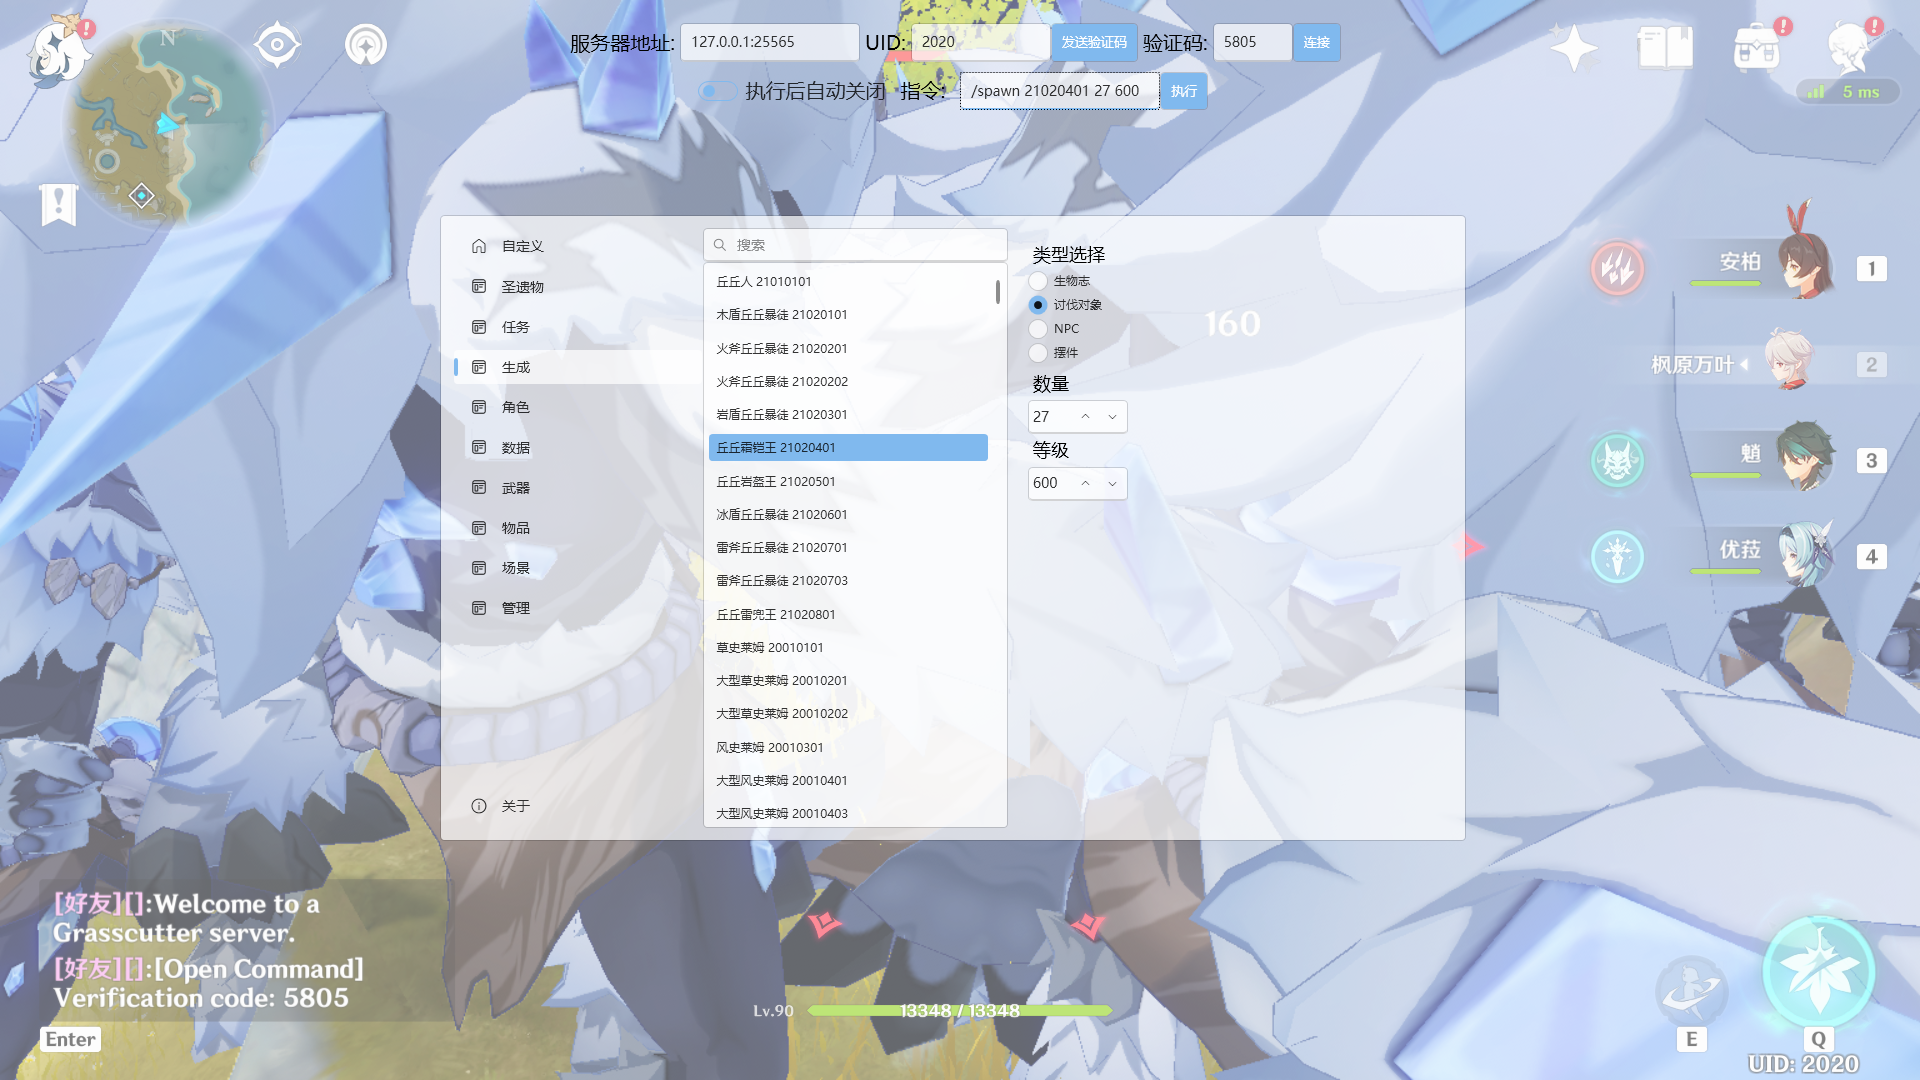 服务器地址: 127.0.0.1:25565 UID: 2020 发送验证码 验证码: 5805 连接
执行后自动关闭 指令: /spawn 21020401 27 600 执行
N
5 ms
自定义
圣遗物
任务
生成
角色
数据
武器
物品
场景
管理
关于
搜索
丘丘人 21010101
木盾丘丘暴徒 21020101
火斧丘丘暴徒 21020201
火斧丘丘暴徒 21020202
岩盾丘丘暴徒 21020301
丘丘霜铠王 21020401
丘丘岩盔王 21020501
冰盾丘丘暴徒 21020601
雷斧丘丘暴徒 21020701
雷斧丘丘暴徒 21020703
丘丘雷兜王 21020801
草史莱姆 20010101
大型草史莱姆 20010201
大型草史莱姆 20010202
风史莱姆 20010301
大型风史莱姆 20010401
大型风史莱姆 20010403
类型选择
生物志
讨伐对象
NPC
摆件
数量
27
等级
600
160
安柏 1
枫原万叶 2
魈 3
优菈 4
[好友][]:Welcome to a
Grasscutter server.
[好友][]:[Open Command]
Verification code: 5805
Enter
Lv.90 13348 / 13348
E
Q
UID: 2020